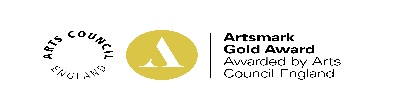 ARTS COUNCIL
ENGLAND
A
Artsmark
Gold Award
Awarded by Arts
Council England